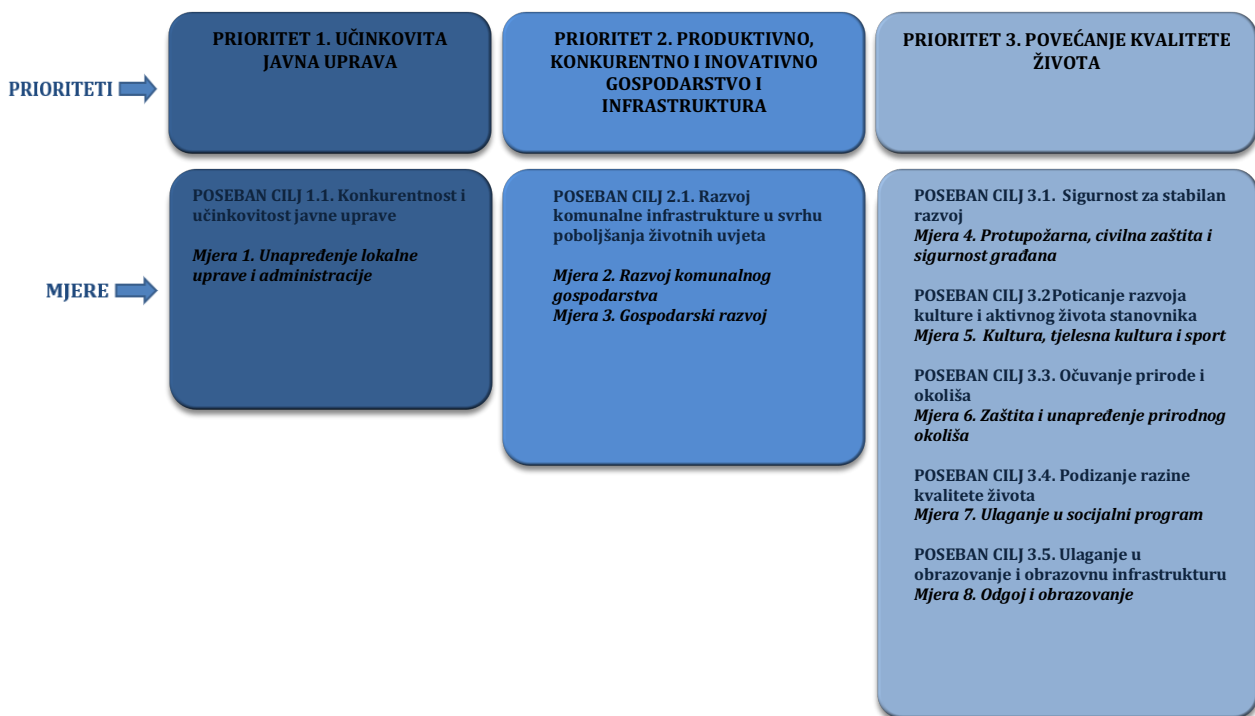 PRIORITETI
PRIORITET 1. UČINKOVITA
JAVNA UPRAVA
PRIORITET 2. PRODUKTIVNO,
KONKURENTNO I INOVATIVNO
GOSPODARSTVO I
INFRASTRUKTURA
PRIORITET 3. POVEĆANJE KVALITETE
ŽIVOTA
MJERE
POSEBAN CILJ 1.1. Konkurentnost i
učinkovitost javne uprave
Mjera 1. Unapređenje lokalne
uprave i administracije
POSEBAN CILJ 2.1. Razvoj
komunalne infrastrukture u svrhu
poboljšanja životnih uvjeta
Mjera 2. Razvoj komunalnog
gospodarstva
Mjera 3. Gospodarski razvoj
POSEBAN CILJ 3.1. Sigurnost za stabilan
razvoj
Mjera 4. Protupožarna, civilna zaštita i
sigurnost građana
POSEBAN CILJ 3.2Poticanje razvoja
kulture i aktivnog života stanovnika
Mjera 5. Kultura, tjelesna kultura i sport
POSEBAN CILJ 3.3. Očuvanje prirode i
okoliša
Mjera 6. Zaštita i unapređenje prirodnog
okoliša
POSEBAN CILJ 3.4. Podizanje razine
kvalitete života
Mjera 7. Ulaganje u socijalni program
POSEBAN CILJ 3.5. Ulaganje u
obrazovanje i obrazovnu infrastrukturu
Mjera 8. Odgoj i obrazovanje